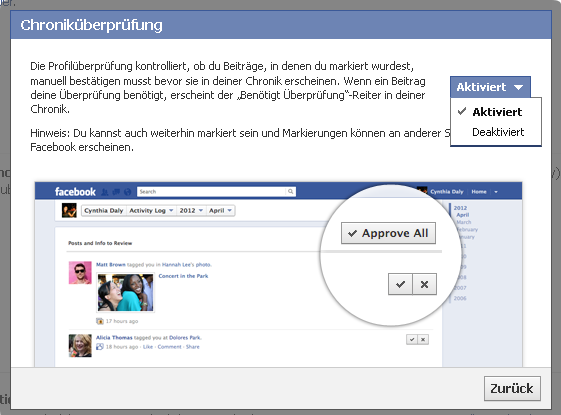 der.
Chroniküberprüfung
Die Profilüberprüfung kontrolliert, ob du Beiträge, in denen du markiert wurdest,
manuell bestätigen musst bevor sie in deiner Chronik erscheinen. Wenn ein Beitrag
deine Überprüfung benötigt, erscheint der „Benötigt Überprüfung“-Reiter in deiner
Chronik.
Aktiviert
Aktiviert
Deaktiviert
Hinweis: Du kannst auch weiterhin markiert sein und Markierungen können an anderer S
Facebook erscheinen.
facebook
Search
Cynthia Daly
Home
Cynthia Daly
Activity Log
2012
April
Approve All
2012
April
March
February
Posts and Info to Review
Matt Brown tagged you in Hannah Lee's photo.
Concert in the Park
17 hours ago
2008
2007
2006
Alicia Thomas tagged you at Dolores Park.
18 hours ago · Like · Comment · Share
Zurück